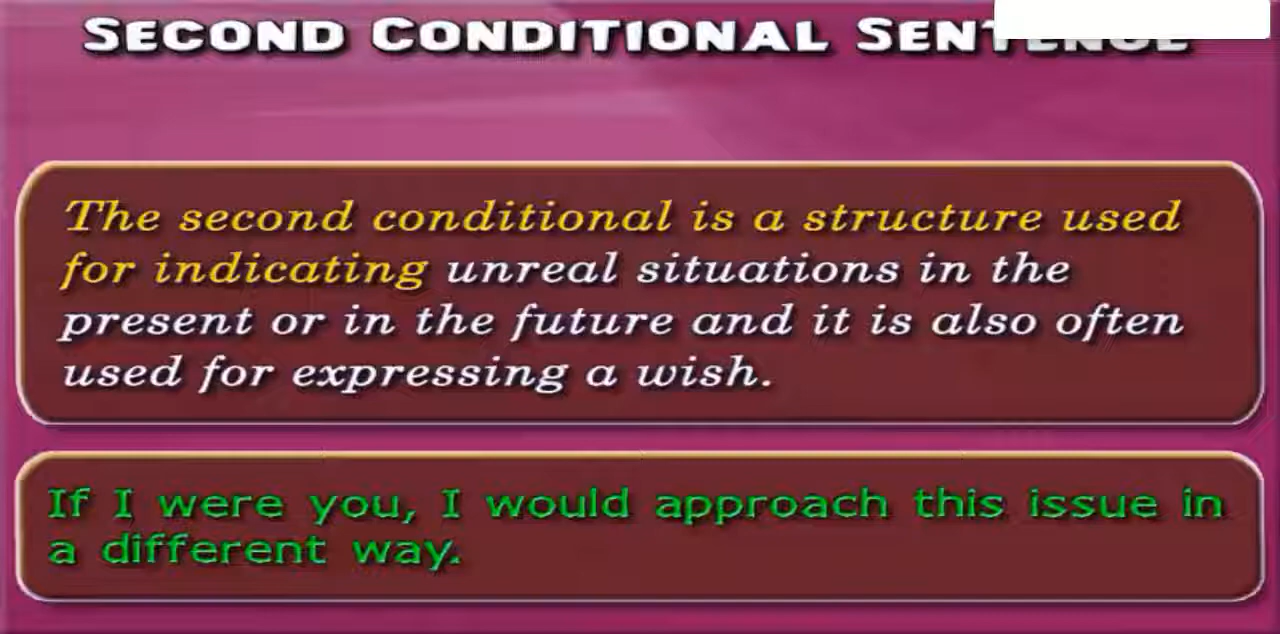 SECOND CONDITIONAL SENTENCE
The second conditional is a structure used
for indicating unreal situations in the
present or in the future and it is also often
used for expressing a wish.
If I were you, I would approach this issue in
a different way.